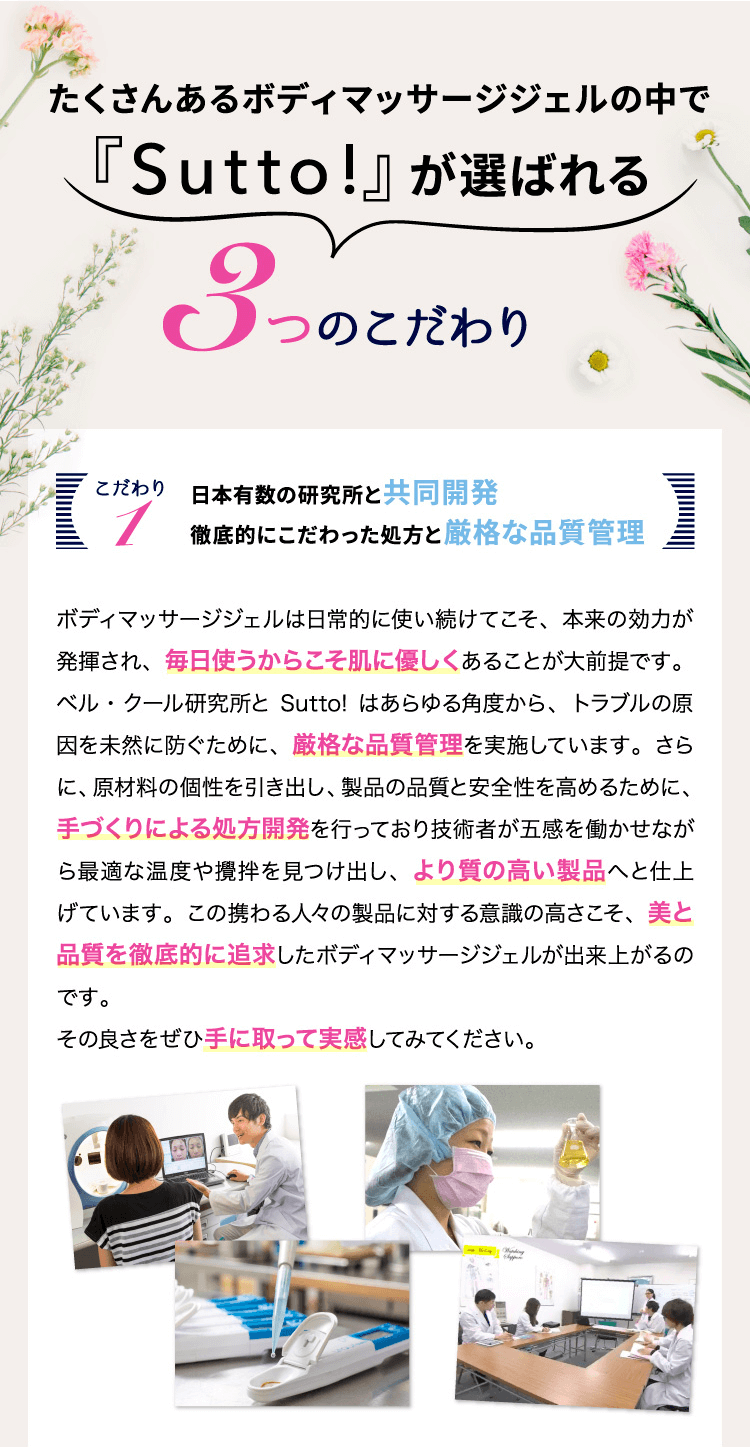 たくさんあるボディマッサージジェルの中で
『Sutto!』が選ばれる
3つのこだわり
こだわり
1
日本有数の研究所と共同開発
徹底的にこだわった処方と厳格な品質管理
ボディマッサージジェルは日常的に使い続けてこそ、本来の効力が
発揮され、毎日使うからこそ肌に優しくあることが大前提です。
ベル・クール研究所と Sutto! はあらゆる角度から、トラブルの原
因を未然に防ぐために、厳格な品質管理を実施しています。さら
に、原材料の個性を引き出し、製品の品質と安全性を高めるために、
手づくりによる処方開発を行っており技術者が五感を働かせなが
ら最適な温度や攪拌を見つけ出し、より質の高い製品へと仕上
げています。この携わる人々の製品に対する意識の高さこそ、美と
品質を徹底的に追求したボディマッサージジェルが出来上がるの
です。
その良さをぜひ手に取って実感してみてください。